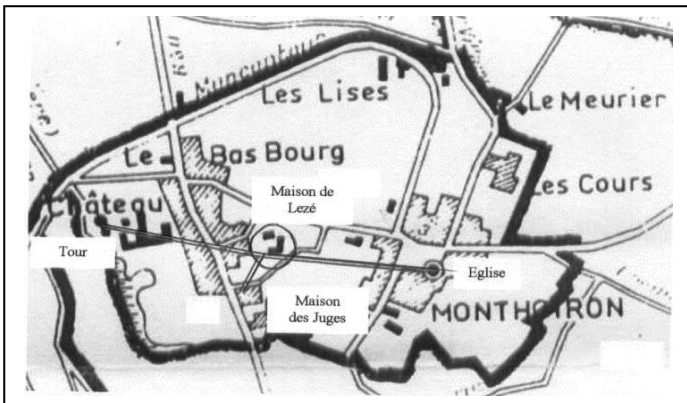 Moncontour
Les Lises
Le Meurier
Le Bas Bourg
Les Cours
Maison de
Lezé
Château
Tour
Eglise
Maison
des Juges
MONTHOIRON